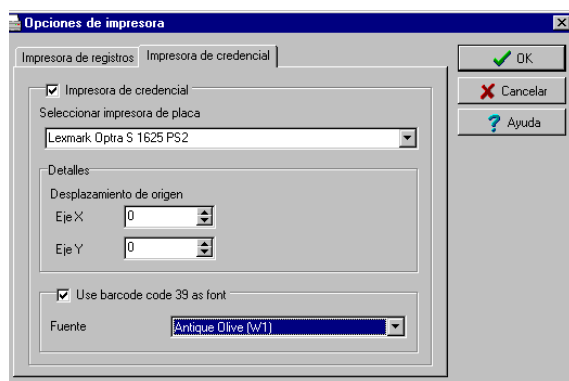 Opciones de impresora
Impresora de registros Impresora de credencial
OK
Cancelar
Ayuda
Impresora de credencial
Seleccionar impresora de placa
Lexmark Optra S 1625 PS2
Detalles
Desplazamiento de origen
Eje X 0
Eje Y 0
Use barcode code 39 as font
Fuente Antique Olive (W1)